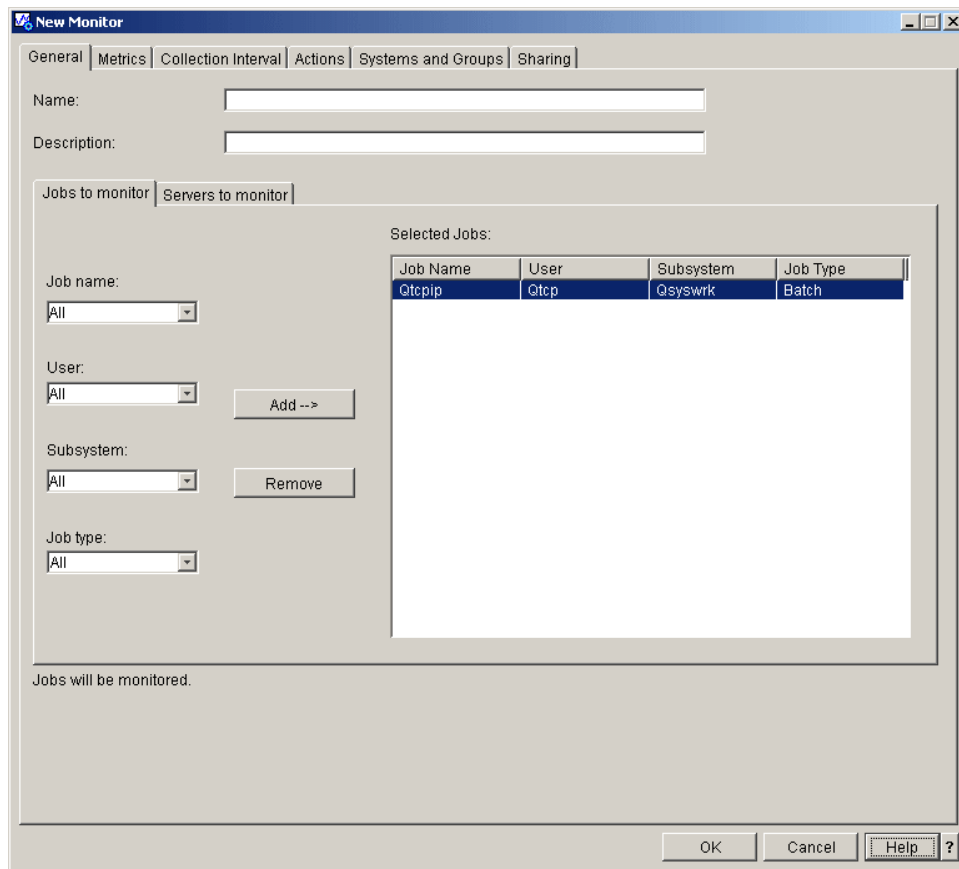 New Monitor
General Metrics Collection Interval Actions Systems and Groups Sharing
Name:
Description:
Jobs to monitor Servers to monitor
Selected Jobs:
Job name:
All
User:
All
Subsystem:
All
Job type:
All
Add -->
Remove
Job Name User Subsystem Job Type
Qtcpip Qtcp Qsyswrk Batch
Jobs will be monitored.
OK Cancel Help ?